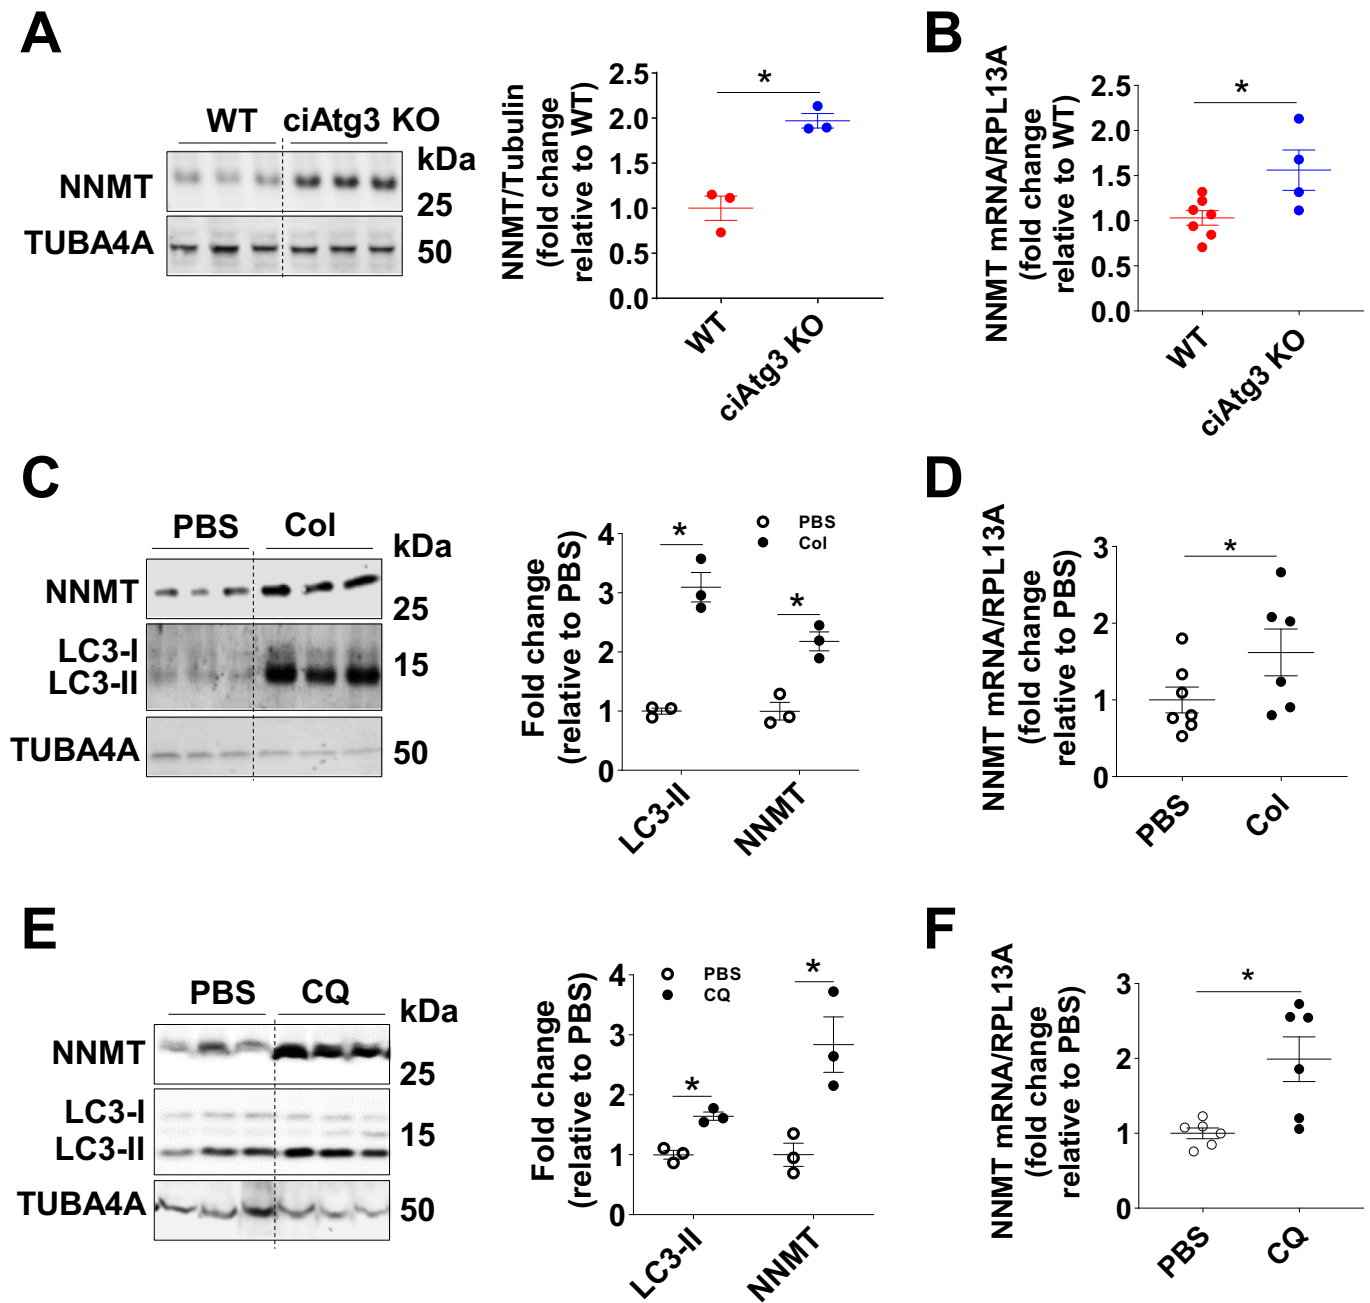 A
WT ciAtg3 KO
kDa
NNMT
25
TUBA4A
50
NNMT/Tubulin
(fold change
relative to WT)
2.5
2.0
1.5
1.0
0.5
0.0
*
WT
ciAtg3 KO
B
NNMT mRNA/RPL13A
(fold change
relative to WT)
2.5
2.0
1.5
1.0
0.5
0.0
*
WT
ciAtg3 KO
C
PBS Col
kDa
NNMT
25
LC3-I
15
LC3-II
TUBA4A
50
Fold change
(relative to PBS)
4
3
2
1
0
PBS
Col
*
*
LC3-II
NNMT
D
NNMT mRNA/RPL13A
(fold change
relative to PBS)
3
2
1
0
*
PBS
Col
E
PBS CQ
kDa
NNMT
25
LC3-I
15
LC3-II
TUBA4A
50
Fold change
(relative to PBS)
4
3
2
1
0
PBS
CQ
*
*
LC3-II
NNMT
F
NNMT mRNA/RPL13A
(fold change
relative to PBS)
3
2
1
0
*
PBS
CQ